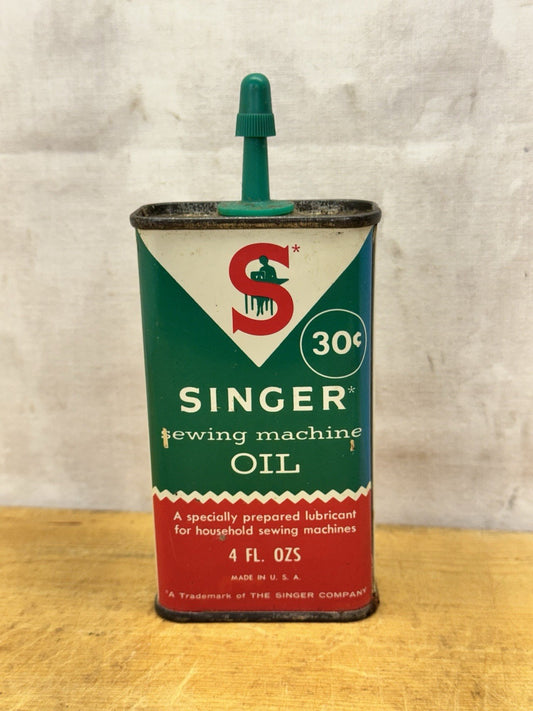 S*
30¢
SINGER*
sewing machine
OIL
A specially prepared lubricant
for household sewing machines
4 FL. OZS
MADE IN U. S. A.
*A Trademark of THE SINGER COMPANY